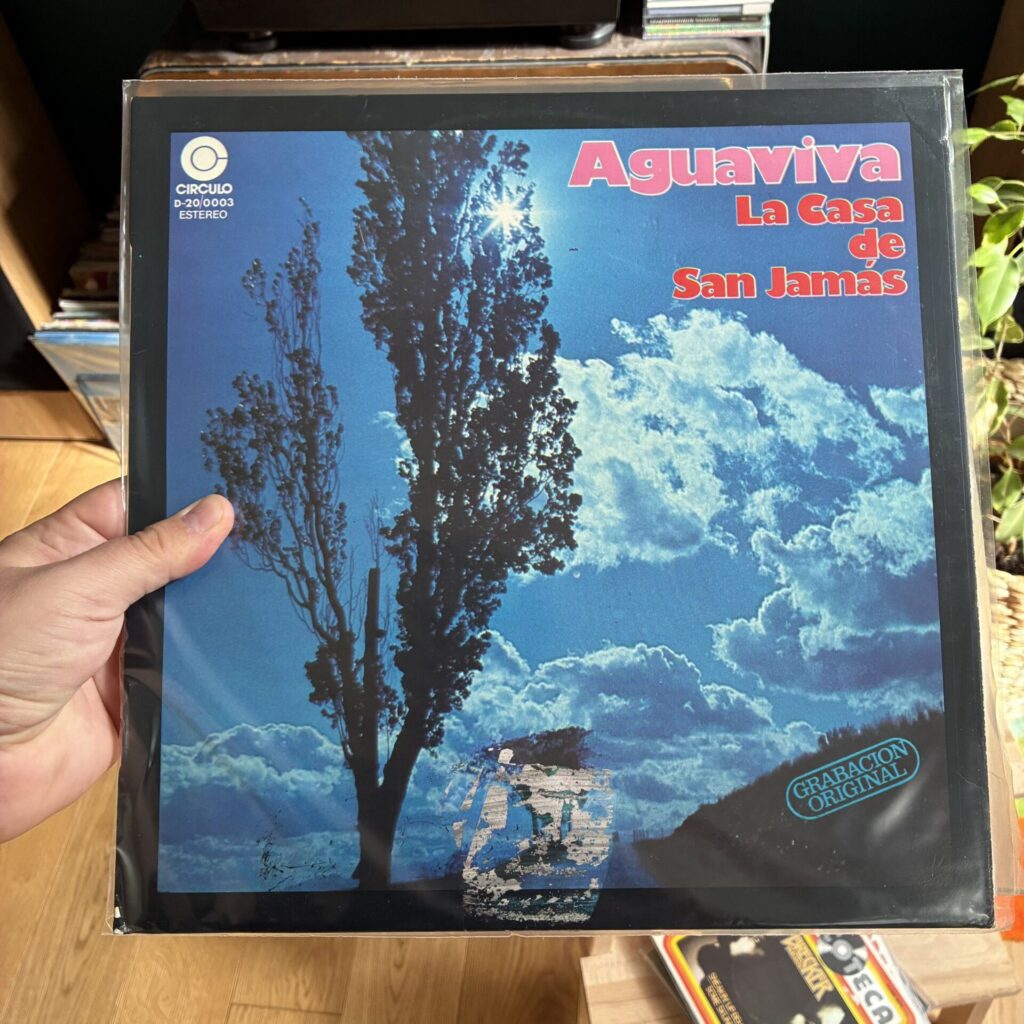 CIRCULO
D-20/0003
ESTEREO
Aguaviva
La Casa
de
San Jamás
GRABACION
ORIGINAL